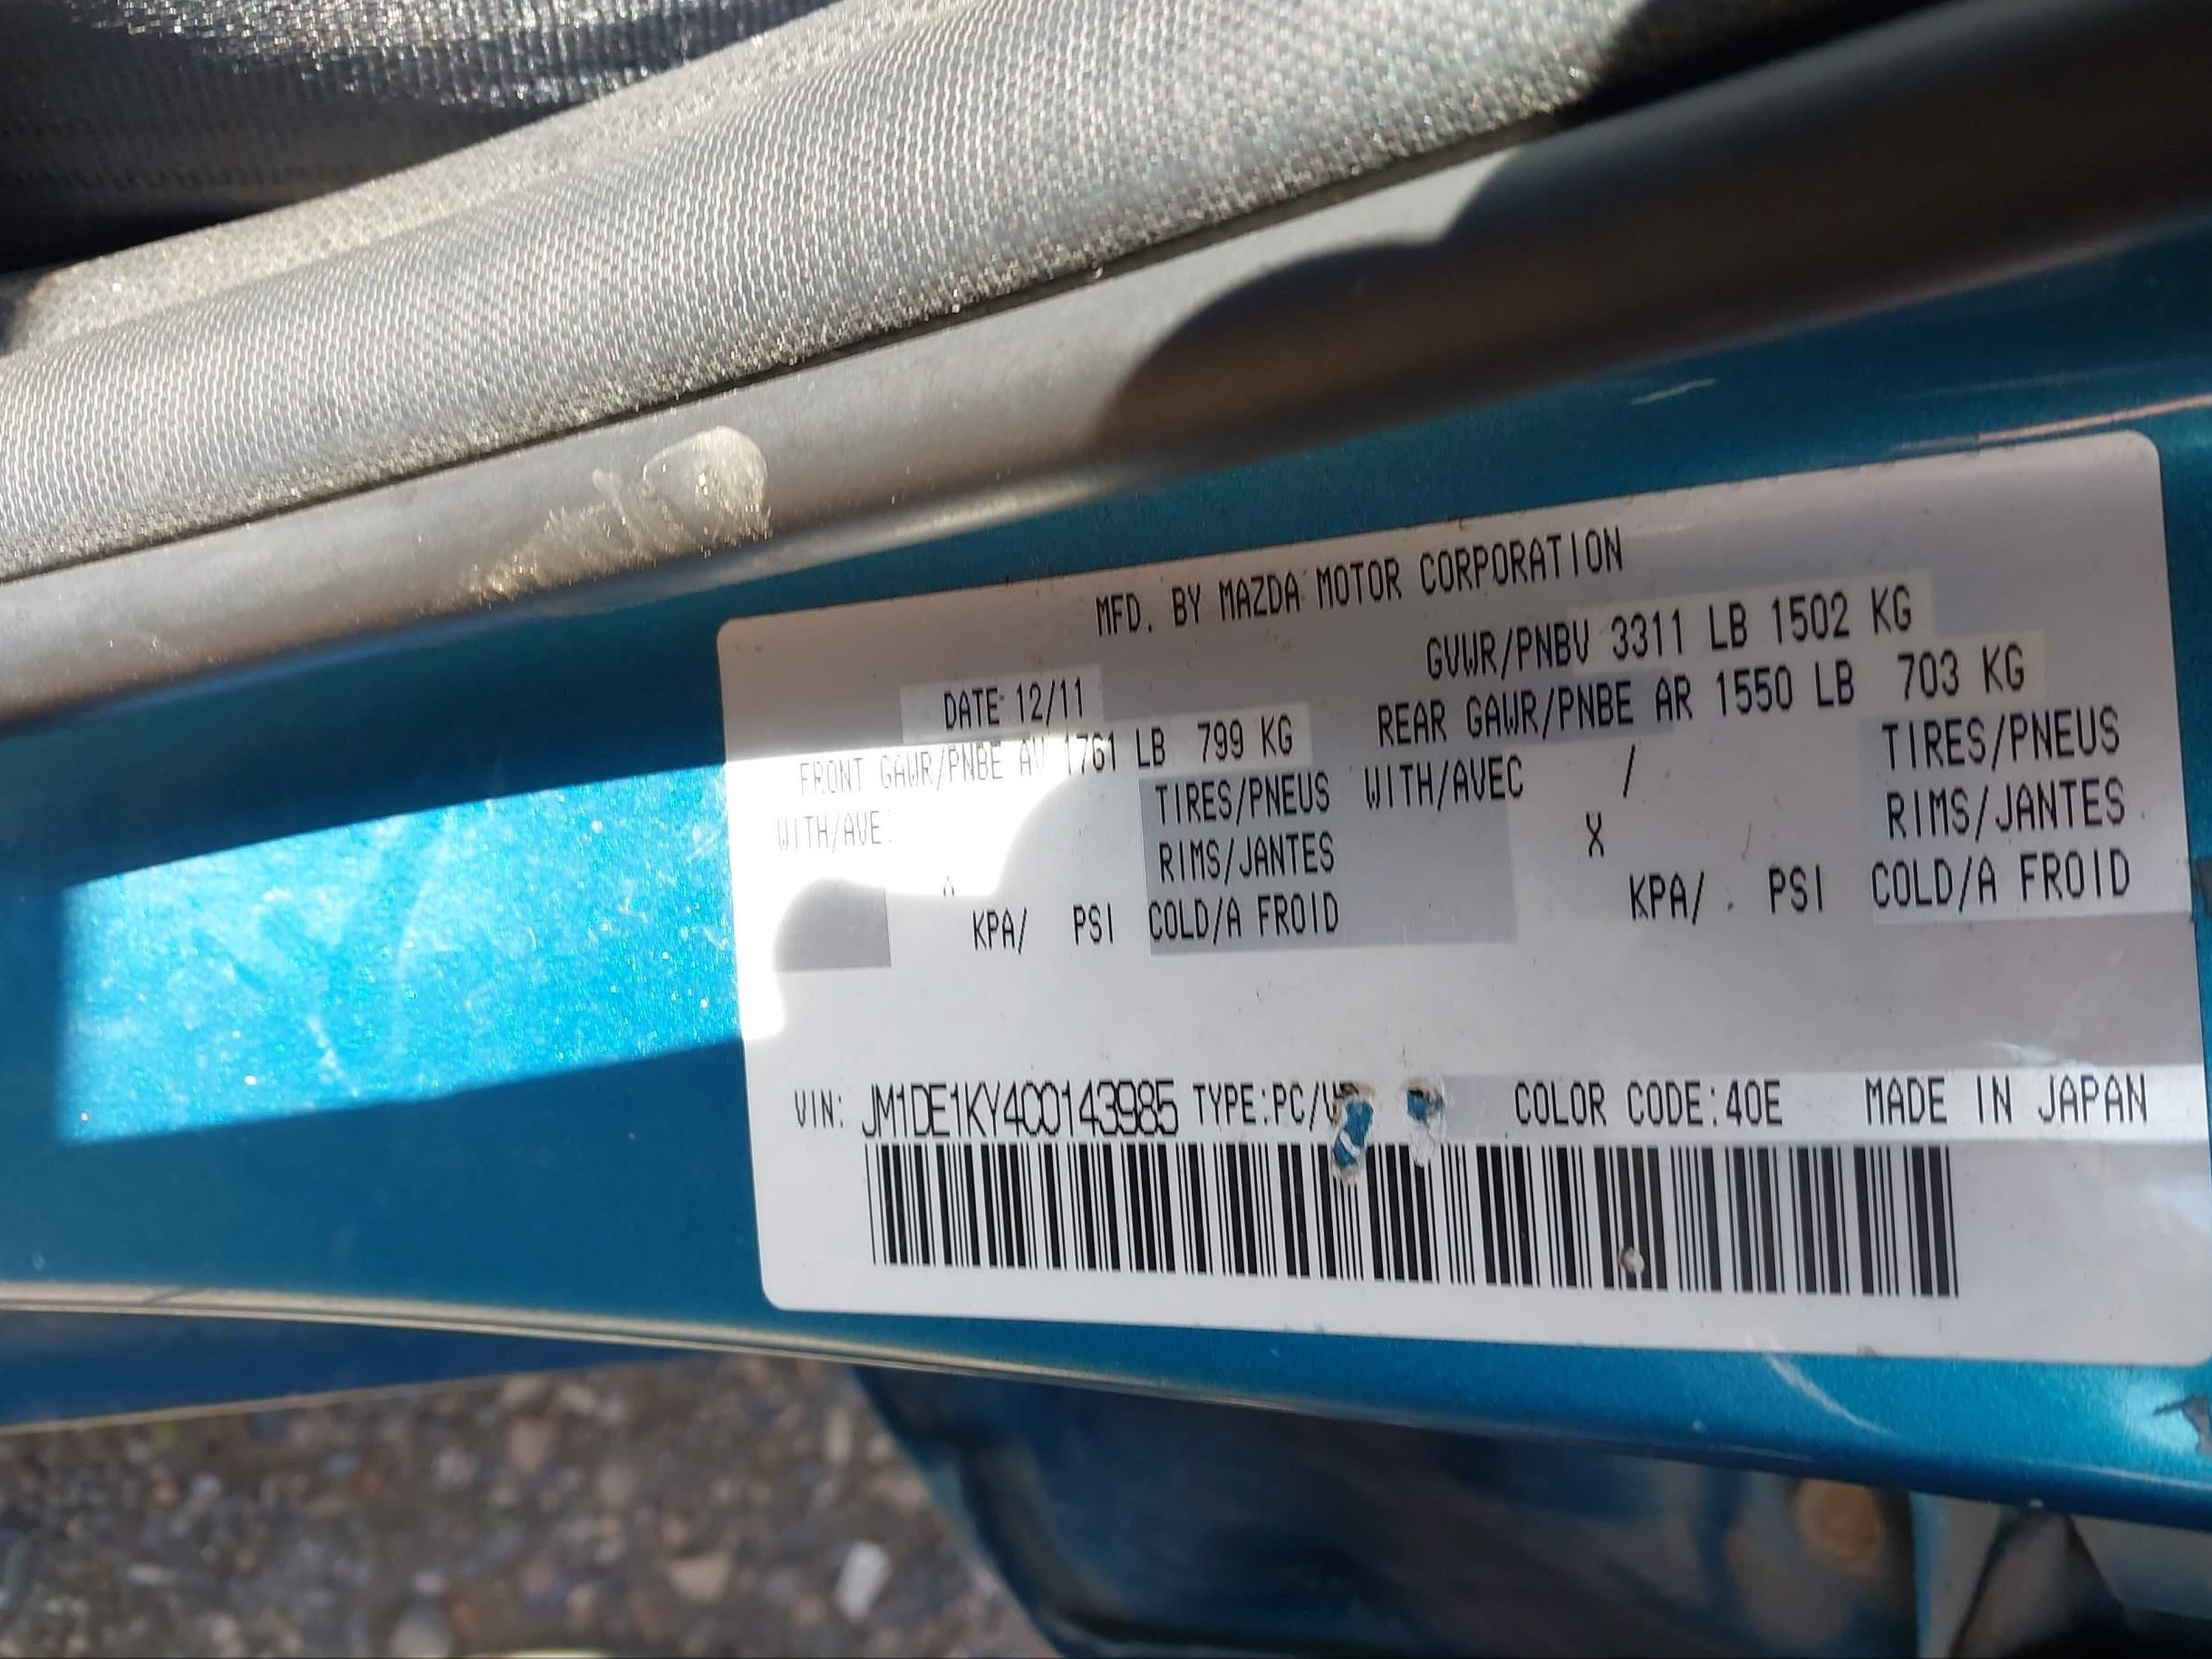 MFD. BY MAZDA MOTOR CORPORATION
DATE 12/11 GVWR/PNBV 3311 LB 1502 KG
FRONT GAWR/PNBE AV 1761 LB 799 KG REAR GAWR/PNBE AR 1550 LB 703 KG
WITH/AVE TIRES/PNEUS WITH/AVEC / TIRES/PNEUS
RIMS/JANTES X RIMS/JANTES
KPA/ PSI COLD/A FROID KPA/ PSI COLD/A FROID
VIN: JM1DE1KY4C0143985 TYPE:PC/V COLOR CODE:40E MADE IN JAPAN